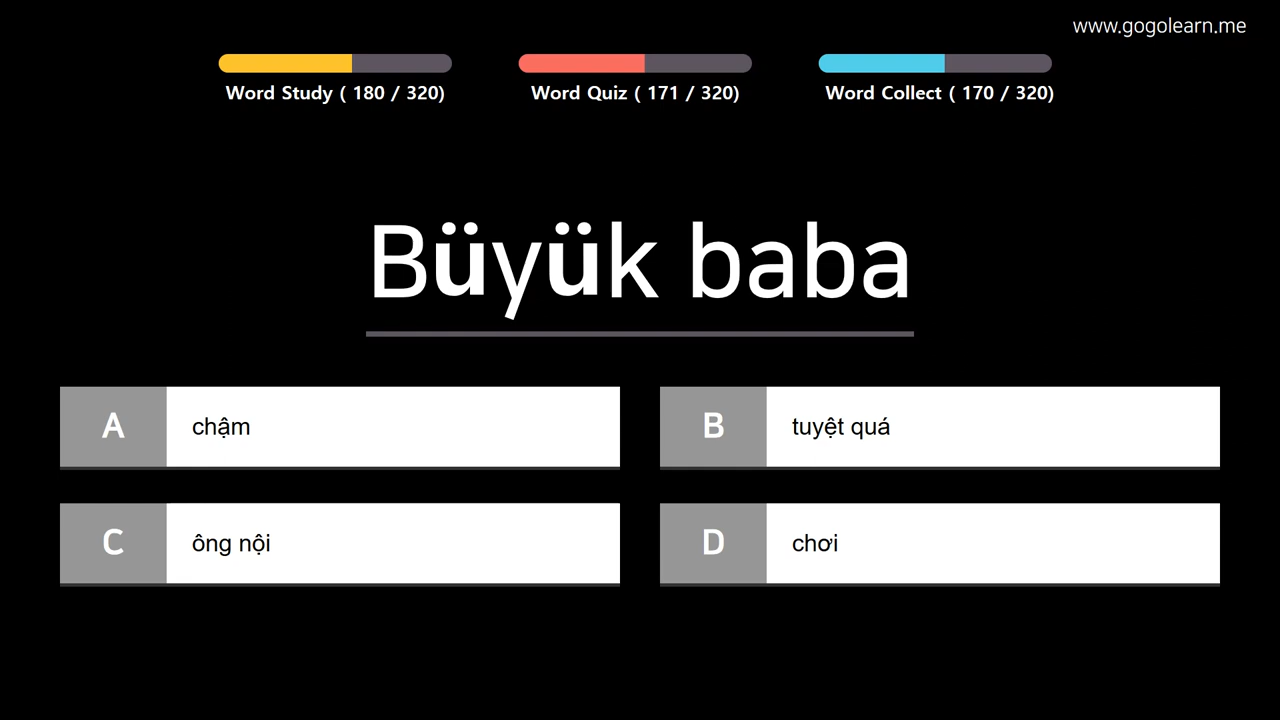 www.gogolearn.me
Word Study ( 180 / 320)
Word Quiz ( 171 / 320)
Word Collect ( 170 / 320)
Büyük baba
A
chậm
B
tuyệt quá
C
ông nội
D
chơi